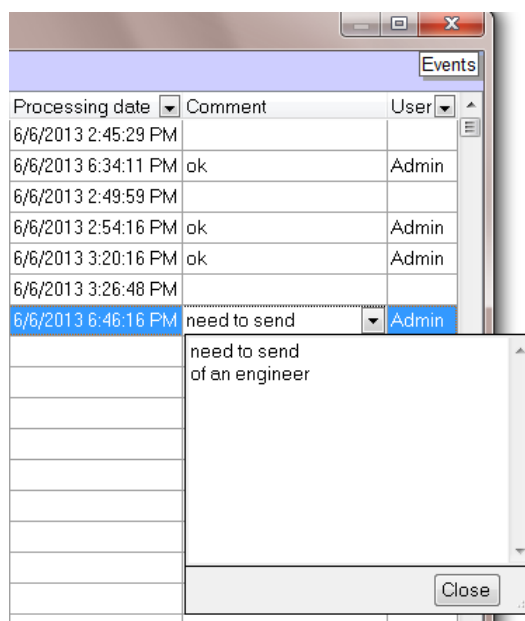 Events
Processing date Comment User
6/6/2013 2:45:29 PM
6/6/2013 6:34:11 PM ok Admin
6/6/2013 2:49:59 PM
6/6/2013 2:54:16 PM ok Admin
6/6/2013 3:20:16 PM ok Admin
6/6/2013 3:26:48 PM
6/6/2013 6:46:16 PM need to send Admin
need to send
of an engineer
Close